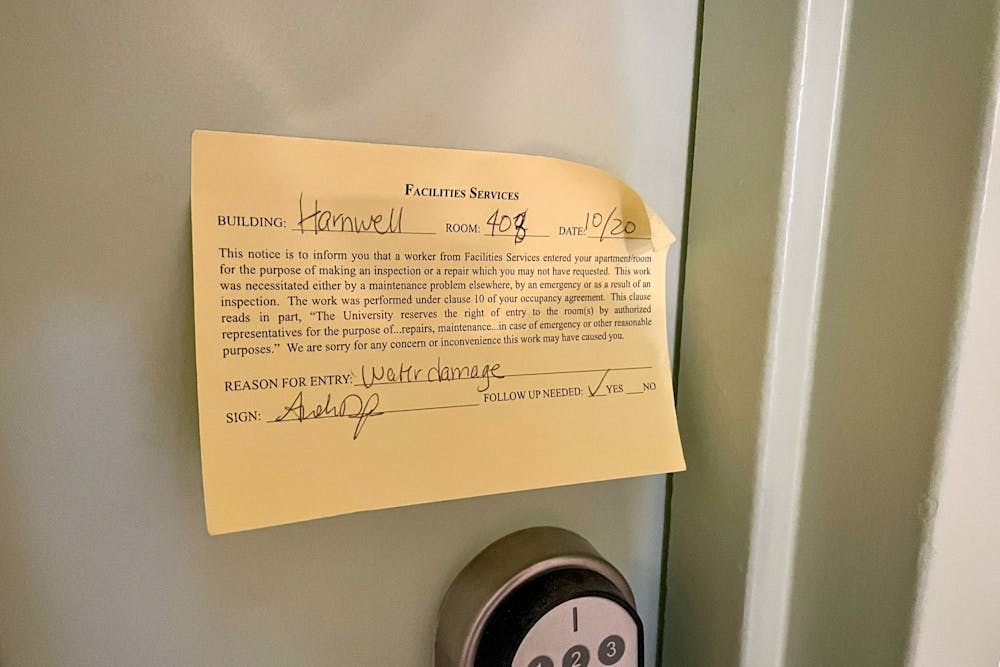 FACILITIES SERVICES
BUILDING: Harnwell ROOM: 408 DATE: 10/20
This notice is to inform you that a worker from Facilities Services entered your apartment/room
for the purpose of making an inspection or a repair which you may not have requested. This work
was necessitated either by a maintenance problem elsewhere, by an emergency or as a result of an
inspection. The work was performed under clause 10 of your occupancy agreement. This clause
reads in part, “The University reserves the right of entry to the room(s) by authorized
representatives for the purpose of...repairs, maintenance...in case of emergency or other reasonable
purposes.” We are sorry for any concern or inconvenience this work may have caused you.
REASON FOR ENTRY: Water damage
SIGN: FOLLOW UP NEEDED: ✓ YES __NO
1 2 3